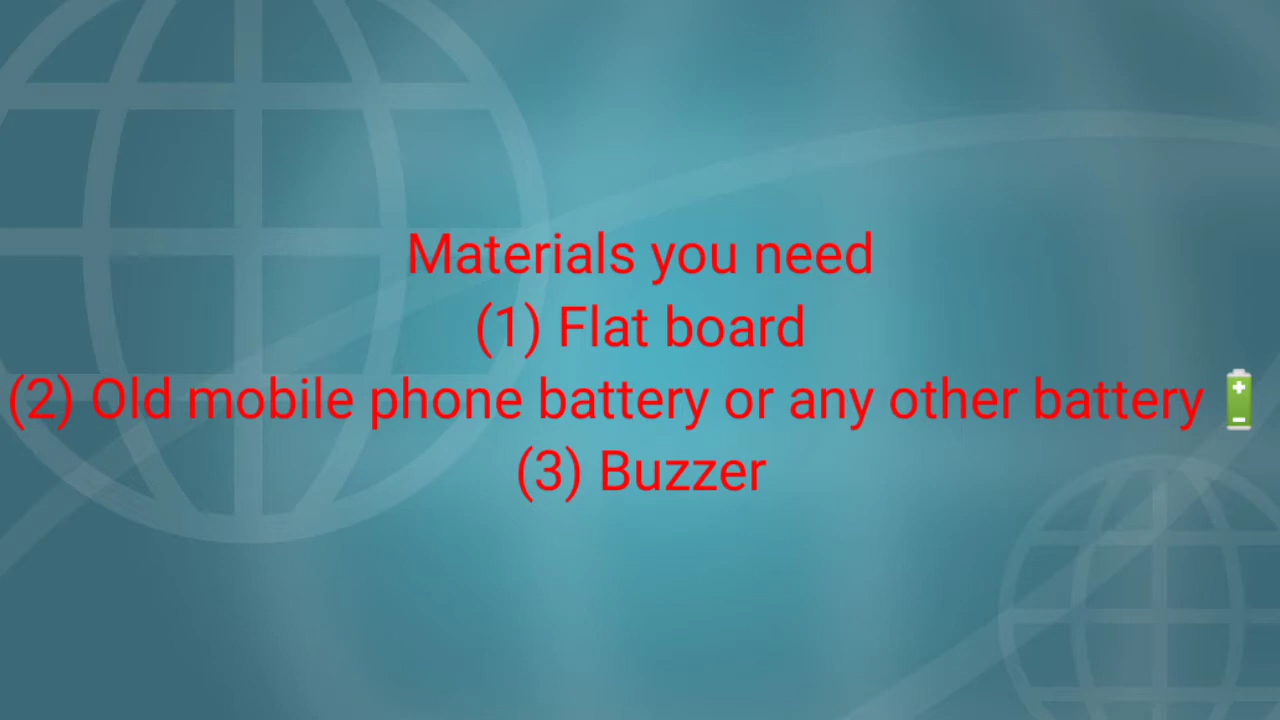 Materials you need
(1) Flat board
(2) Old mobile phone battery or any other battery 🔋
(3) Buzzer